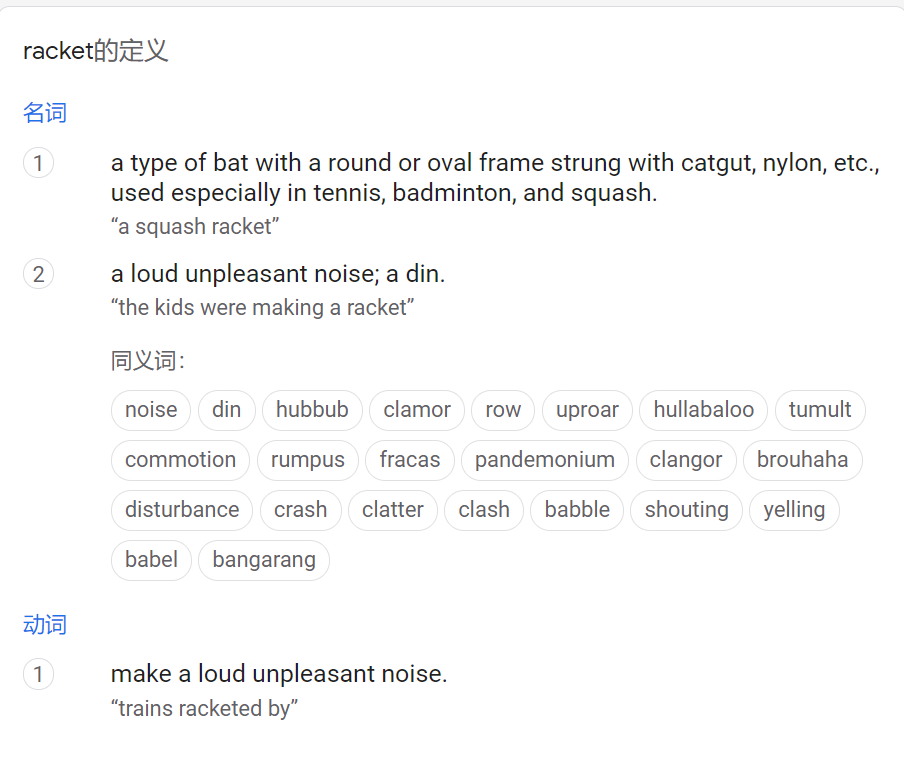 racket的定义
名词
1
a type of bat with a round or oval frame strung with catgut, nylon, etc.,
used especially in tennis, badminton, and squash.
“a squash racket”
2
a loud unpleasant noise; a din.
“the kids were making a racket”
同义词：
noise din hubbub clamor row uproar hullabaloo tumult
commotion rumpus fracas pandemonium clangor brouhaha
disturbance crash clatter clash babble shouting yelling
babel bangarang
动词
1
make a loud unpleasant noise.
“trains racketed by”